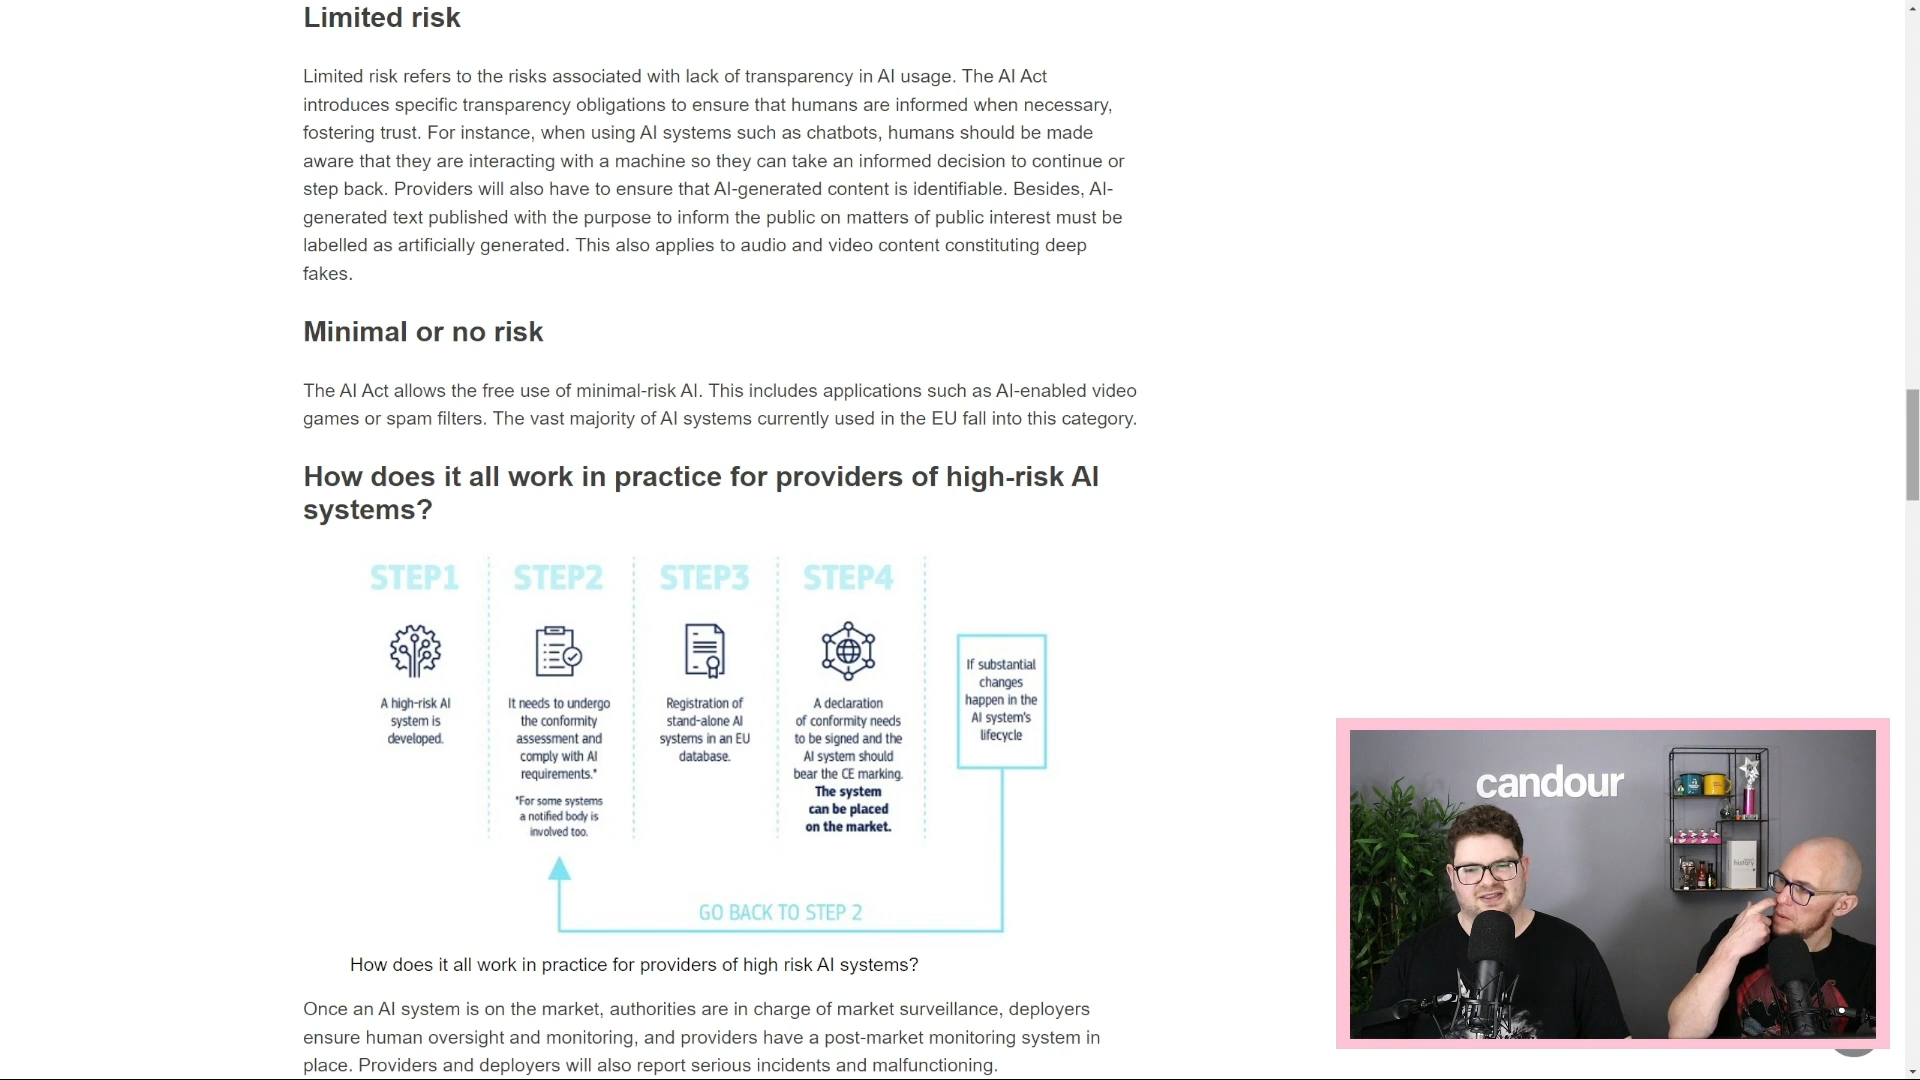 Limited risk
Limited risk refers to the risks associated with lack of transparency in AI usage. The AI Act
introduces specific transparency obligations to ensure that humans are informed when necessary,
fostering trust. For instance, when using AI systems such as chatbots, humans should be made
aware that they are interacting with a machine so they can take an informed decision to continue or
step back. Providers will also have to ensure that AI-generated content is identifiable. Besides, AI-
generated text published with the purpose to inform the public on matters of public interest must be
labelled as artificially generated. This also applies to audio and video content constituting deep
fakes.
Minimal or no risk
The AI Act allows the free use of minimal-risk AI. This includes applications such as AI-enabled video
games or spam filters. The vast majority of AI systems currently used in the EU fall into this category.
How does it all work in practice for providers of high-risk AI
systems?
STEP1
A high-risk AI
system is
developed.
STEP2
It needs to undergo
the conformity
assessment and
comply with AI
requirements.*
*For some systems
a notified body is
involved too.
STEP3
Registration of
stand-alone AI
systems in an EU
database.
STEP4
A declaration
of conformity needs
to be signed and the
AI system should
bear the CE marking.
The system
can be placed
on the market.
If substantial
changes
happen in the
AI system's
lifecycle
GO BACK TO STEP 2
How does it all work in practice for providers of high risk AI systems?
Once an AI system is on the market, authorities are in charge of market surveillance, deployers
ensure human oversight and monitoring, and providers have a post-market monitoring system in
place. Providers and deployers will also report serious incidents and malfunctioning.
candour
history